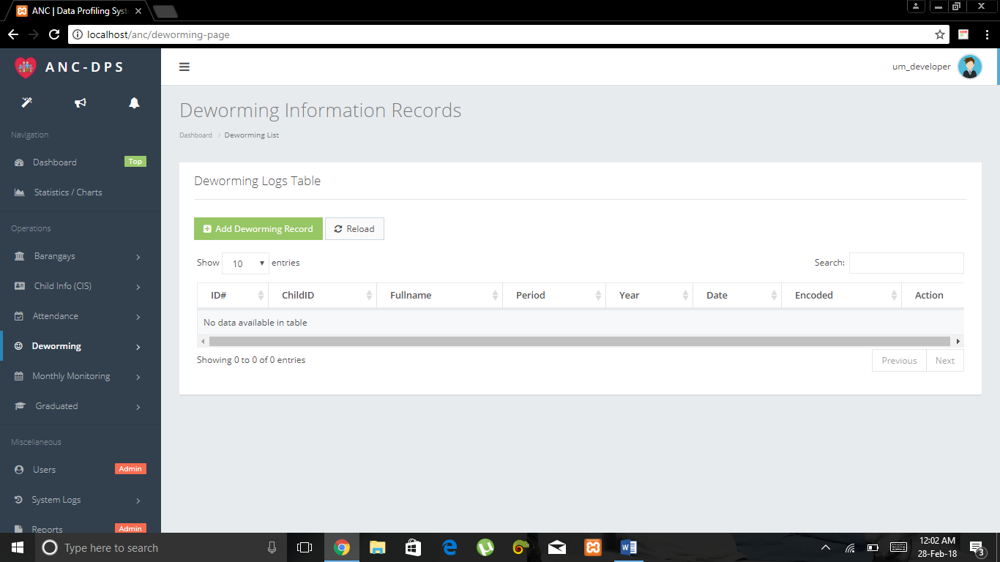 ANC | Data Profiling Syst
localhost/anc/deworming-page
ANC-DPS
um_developer
Navigation
Dashboard Top
Statistics / Charts
Operations
Barangays
Child Info (CIS)
Attendance
Deworming
Monthly Monitoring
Graduated
Miscellaneous
Users Admin
System Logs
Reports Admin
Deworming Information Records
Dashboard > Deworming List
Deworming Logs Table
Add Deworming Record Reload
Show 10 entries Search:
ID# ChildID Fullname Period Year Date Encoded Action
No data available in table
Showing 0 to 0 of 0 entries Previous Next
Type here to search
12:02 AM
28-Feb-18
3